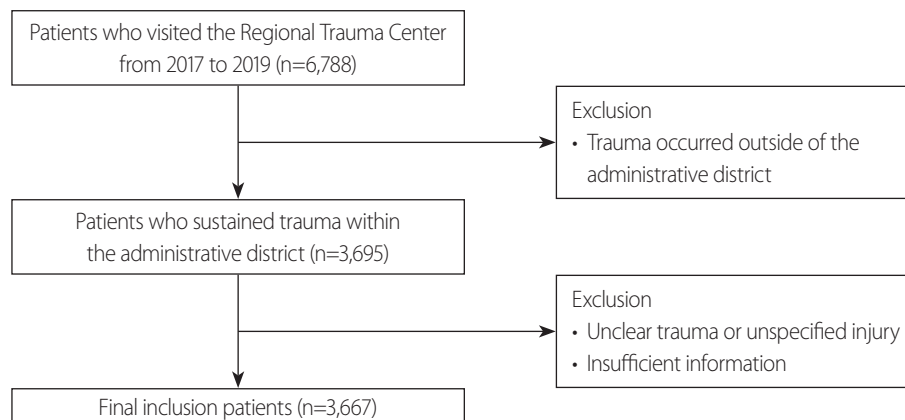 Patients who visited the Regional Trauma Center
from 2017 to 2019 (n=6,788)
Exclusion
• Trauma occurred outside of the
administrative district
Patients who sustained trauma within
the administrative district (n=3,695)
Exclusion
• Unclear trauma or unspecified injury
• Insufficient information
Final inclusion patients (n=3,667)